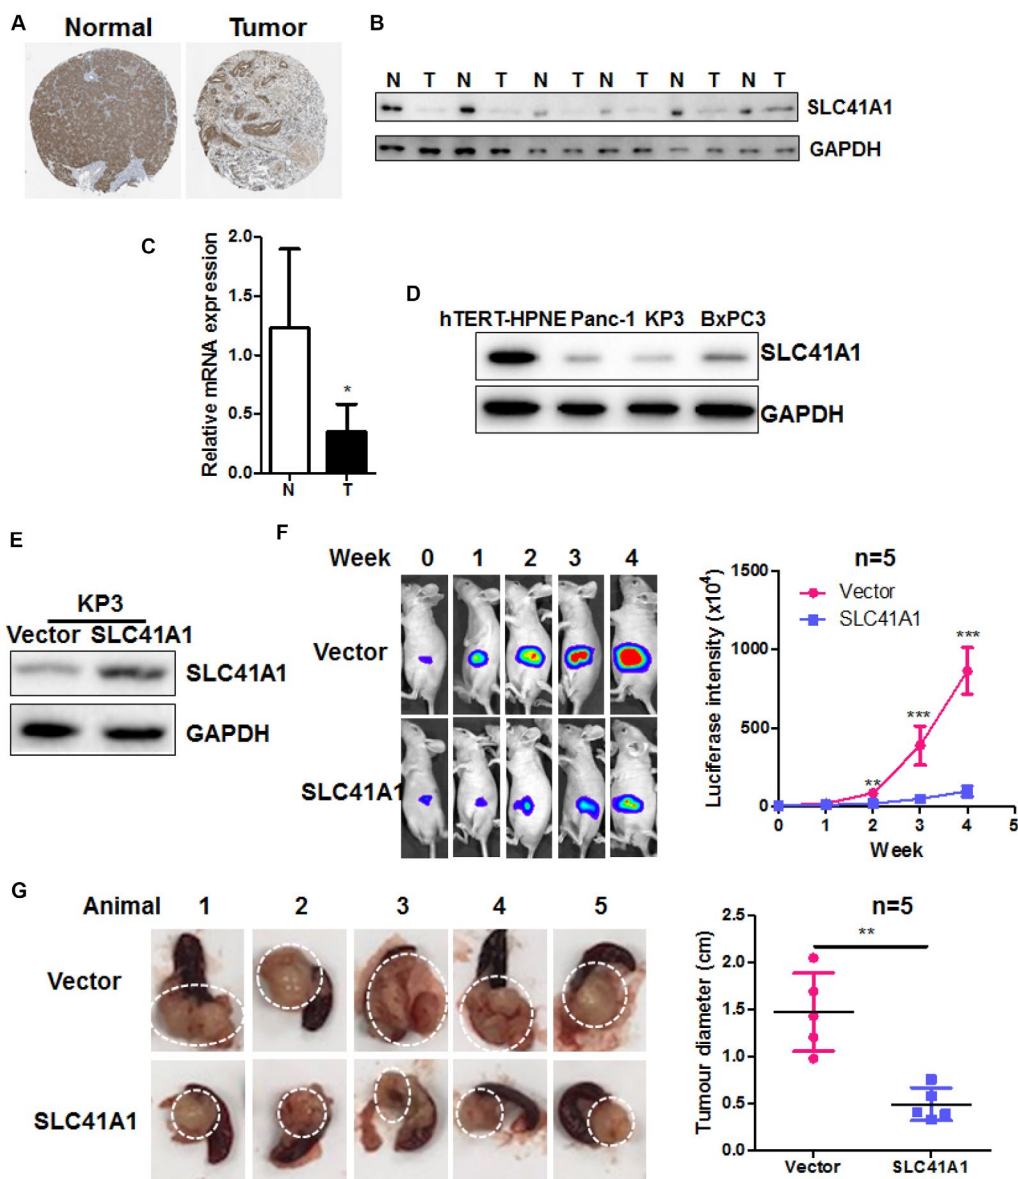 A
Normal Tumor
B
N T N T N T N T N T N T
SLC41A1
GAPDH
C
Relative mRNA expression
2.0
1.5
1.0
0.5
0.0
*
N T
D
hTERT-HPNE Panc-1 KP3 BxPC3
SLC41A1
GAPDH
E
KP3
Vector SLC41A1
SLC41A1
GAPDH
F
Week 0 1 2 3 4
Vector
SLC41A1
n=5
Luciferase intensity (x10⁴)
1500
1000
500
0
Vector
SLC41A1
**
***
***
0 1 2 3 4 5
Week
G
Animal 1 2 3 4 5
Vector
SLC41A1
n=5
Tumour diameter (cm)
2.5
2.0
1.5
1.0
0.5
0.0
**
Vector SLC41A1